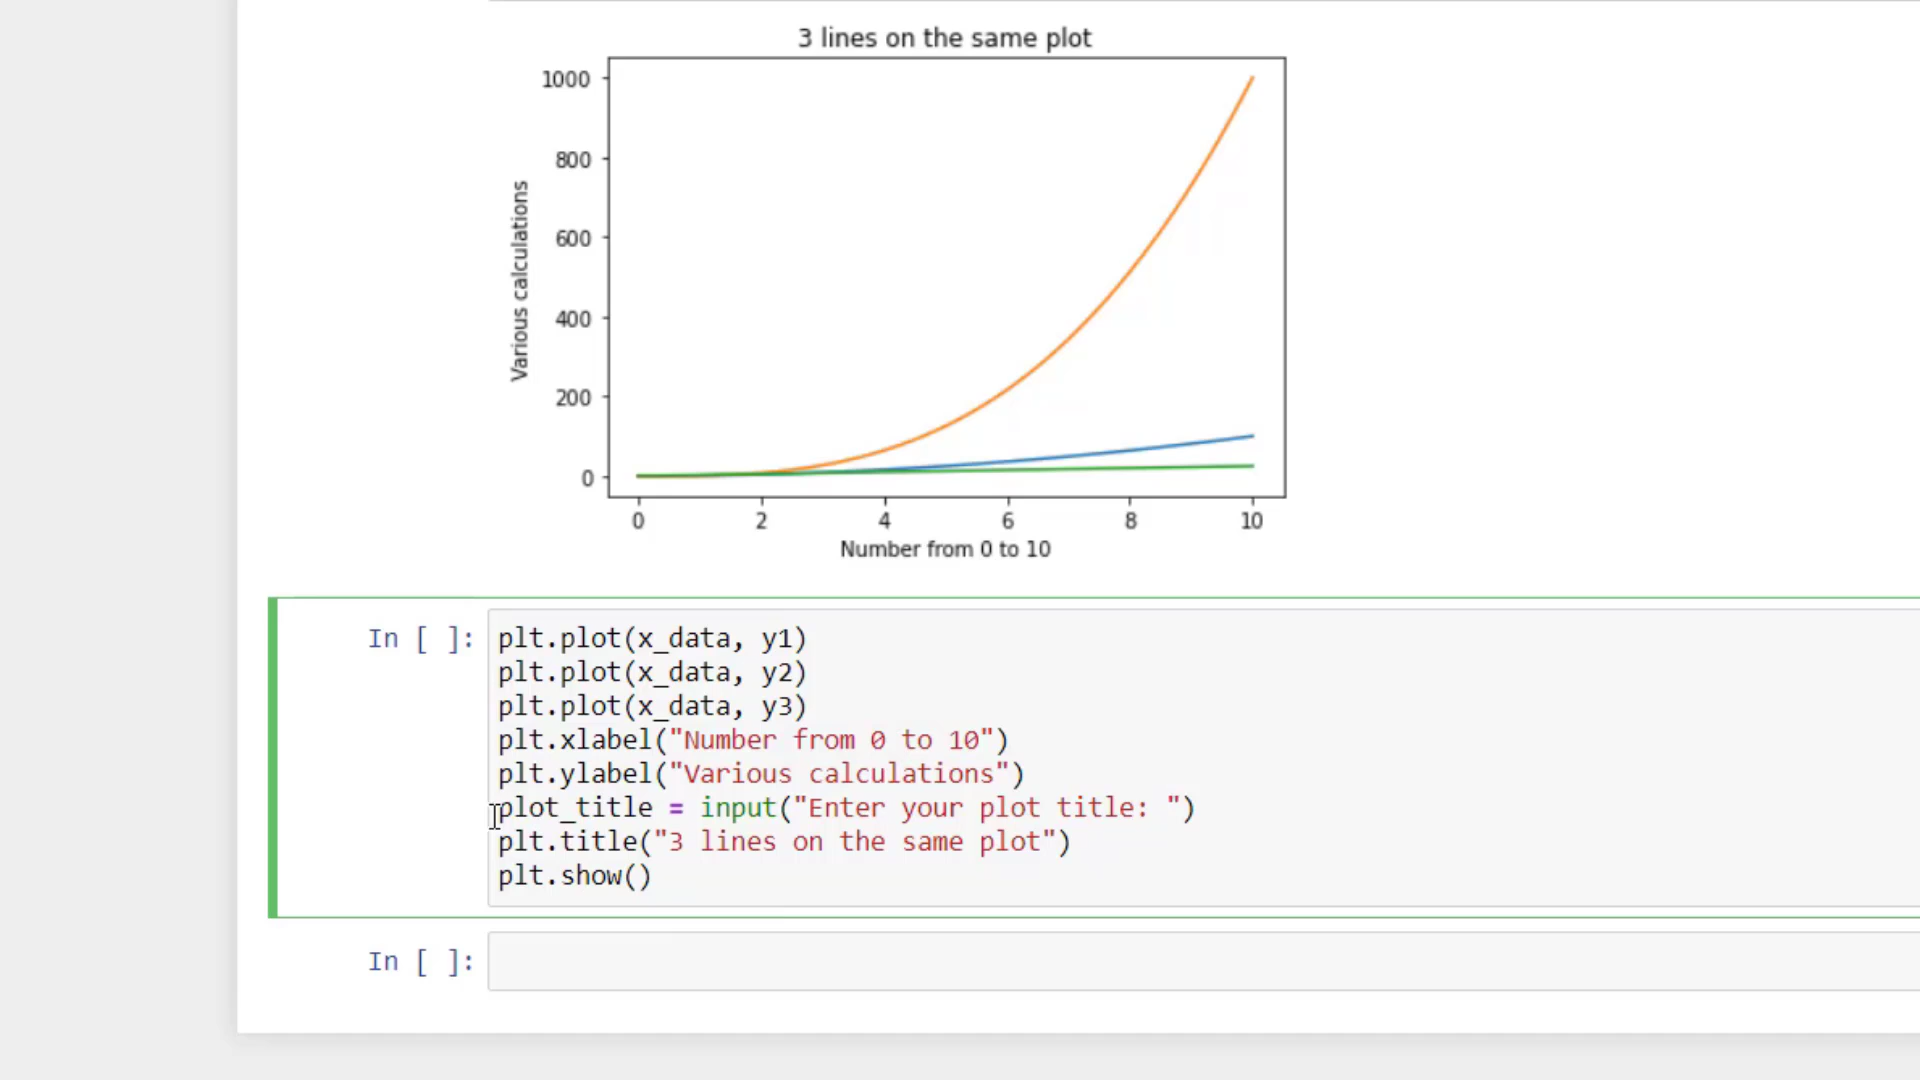 3 lines on the same plot
1000
800
600
400
200
0
Various calculations
0 2 4 6 8 10
Number from 0 to 10
In [ ]:
plt.plot(x_data, y1)
plt.plot(x_data, y2)
plt.plot(x_data, y3)
plt.xlabel("Number from 0 to 10")
plt.ylabel("Various calculations")
plot_title = input("Enter your plot title: ")
plt.title("3 lines on the same plot")
plt.show()
In [ ]: